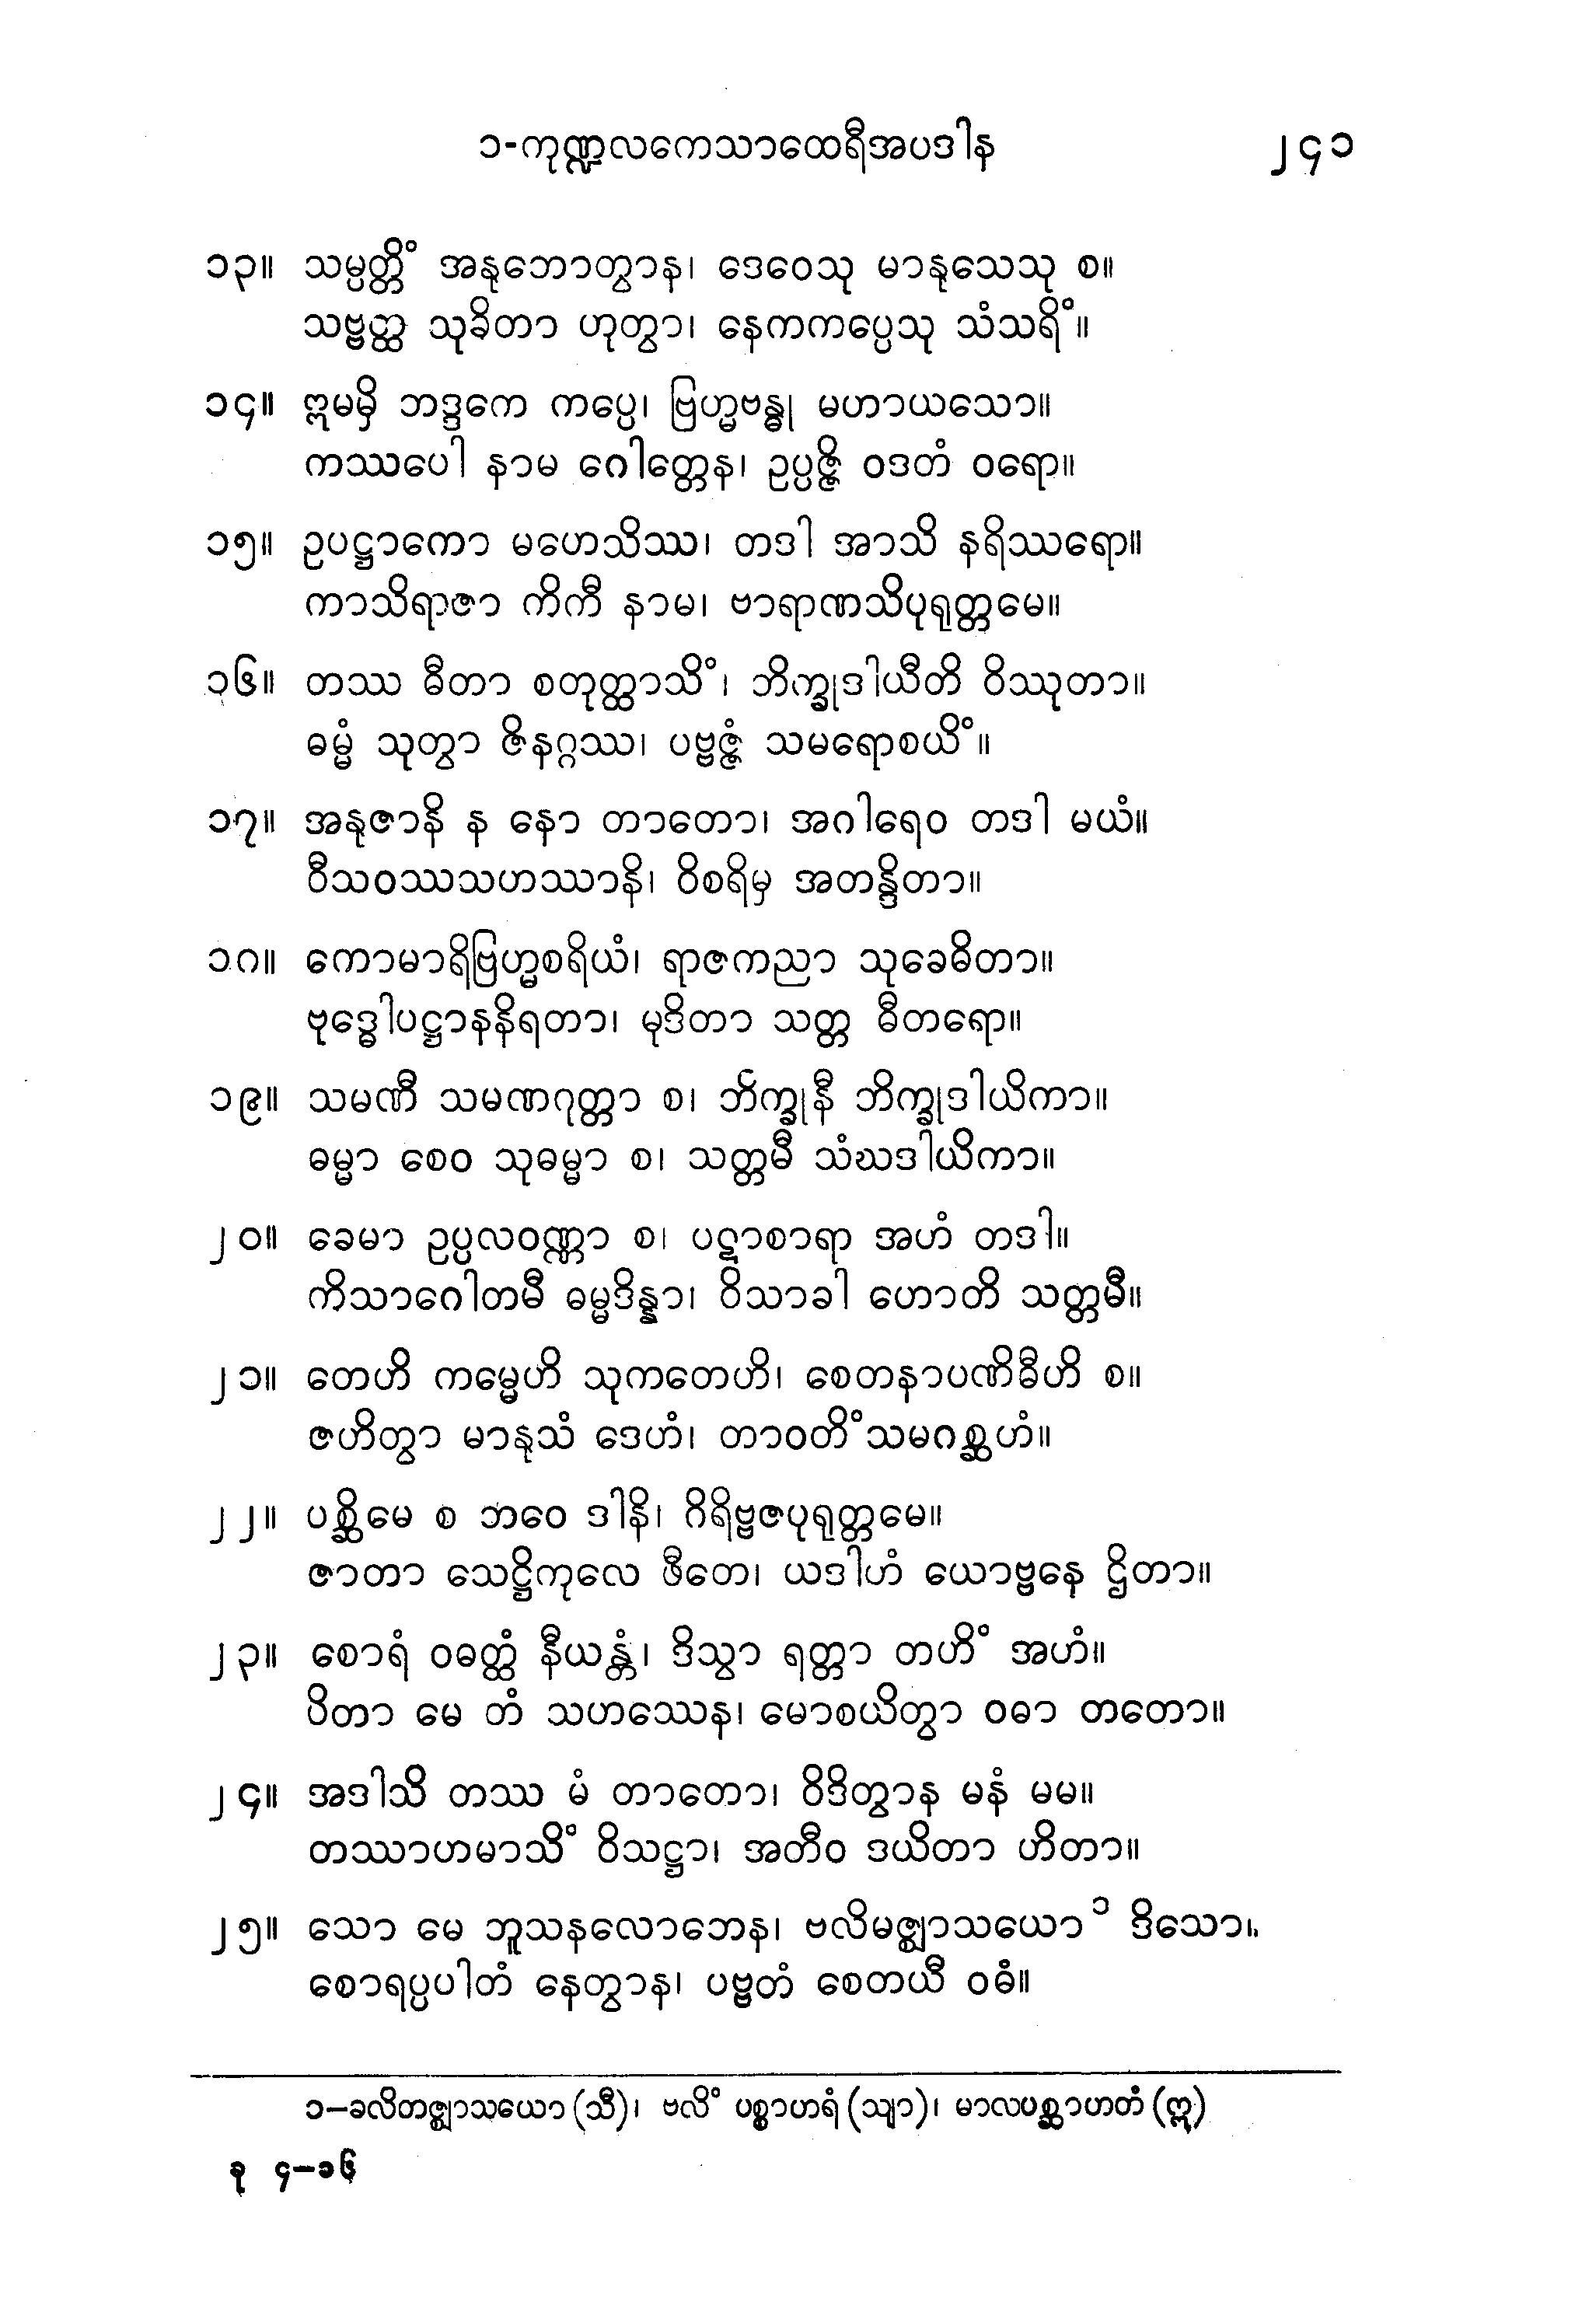 ၁-ကုဏ္ဍလကေသာထေရီအပဒါန ၂၄၁
၁၃။ သမ္ပတ္တိံ အနုဘောတွာန၊ ဒေဝေသု မာနုသေသု စ။
သဗ္ဗတ္ထ သုခိတာ ဟုတွာ၊ နေကကပ္ပေသု သံသရိံ။
၁၄။ ဣမမှိ ဘဒ္ဒကေ ကပ္ပေ၊ ဗြဟ္မဗန္ဓု မဟာယသော။
ကဿပေါ နာမ ဂေါတ္တေန၊ ဥပ္ပဇ္ဇိ ဝဒတံ ဝရော။
၁၅။ ဥပဋ္ဌာကော မဟေသိဿ၊ တဒါ အာသိ နရိဿရော။
ကာသိရာဇာ ကိကီ နာမ၊ ဗာရာဏသိပုရုတ္တမေ။
၁၆။ တဿ ဓီတာ စတုတ္ထာသိံ၊ ဘိက္ခုဒါယီတိ ဝိဿုတာ။
ဓမ္မံ သုတွာ ဇိနဂ္ဂဿ၊ ပဗ္ဗဇ္ဇံ သမရောစယိံ။
၁၇။ အနုဇာနိ န နော တာတော၊ အဂါရေဝ တဒါ မယံ။
ဝီသဝဿသဟဿာနိ၊ ဝိစရိမှ အတန္ဒိတာ။
၁၈။ ကောမာရိဗြဟ္မစရိယံ၊ ရာဇကညာ သုခေဓိတာ။
ဗုဒ္ဓေါပဋ္ဌာနနိရတာ၊ မုဒိတာ သတ္တ ဓီတရော။
၁၉။ သမဏီ သမဏဂုတ္တာ စ၊ ဘိက္ခုနီ ဘိက္ခုဒါယိကာ။
ဓမ္မာ စေဝ သုဓမ္မာ စ၊ သတ္တမီ သံဃဒါယိကာ။
၂၀။ ခေမာ ဥပ္ပလဝဏ္ဏာ စ၊ ပဋာစာရာ အဟံ တဒါ။
ကိသာဂေါတမီ ဓမ္မဒိန္နာ၊ ဝိသာခါ ဟောတိ သတ္တမီ။
၂၁။ တေဟိ ကမ္မေဟိ သုကတေဟိ၊ စေတနာပဏိဓီဟိ စ။
ဇဟိတွာ မာနုသံ ဒေဟံ၊ တာဝတိံသမဂစ္ဆဟံ။
၂၂။ ပစ္ဆိမေ စ ဘဝေ ဒါနိ၊ ဂိရိဗ္ဗဇပုရုတ္တမေ။
ဇာတာ သေဋ္ဌိကုလေ ဖီတေ၊ ယဒါဟံ ယောဗ္ဗနေ ဌိတာ။
၂၃။ စောရံ ဝဓတ္ထံ နီယန္တံ၊ ဒိသွာ ရတ္တာ တဟိံ အဟံ။
ပိတာ မေ တံ သဟဿေန၊ မောစယိတွာ ဝဓာ တတော။
၂၄။ အဒါသိ တဿ မံ တာတော၊ ဝိဒိတွာန မနံ မမ။
တဿာဟမာသိံ ဝိသဋ္ဌာ၊ အတီဝ ဒယိတာ ဟိတာ။
၂၅။ သော မေ ဘူသနလောဘေန၊ ဗလိမဇ္ဈာသယော ၁ ဒိသော။
စောရပ္ပပါတံ နေတွာန၊ ပဗ္ဗတံ စေတယီ ဝဓံ။
၁–ခလိတဇ္ဈာသယော (သီ)၊ ဗလိံ ပစ္စာဟရံ (သျာ)၊ မာလပစ္ဆာဟတံ (ဣ)
ခု ၄–၁၆